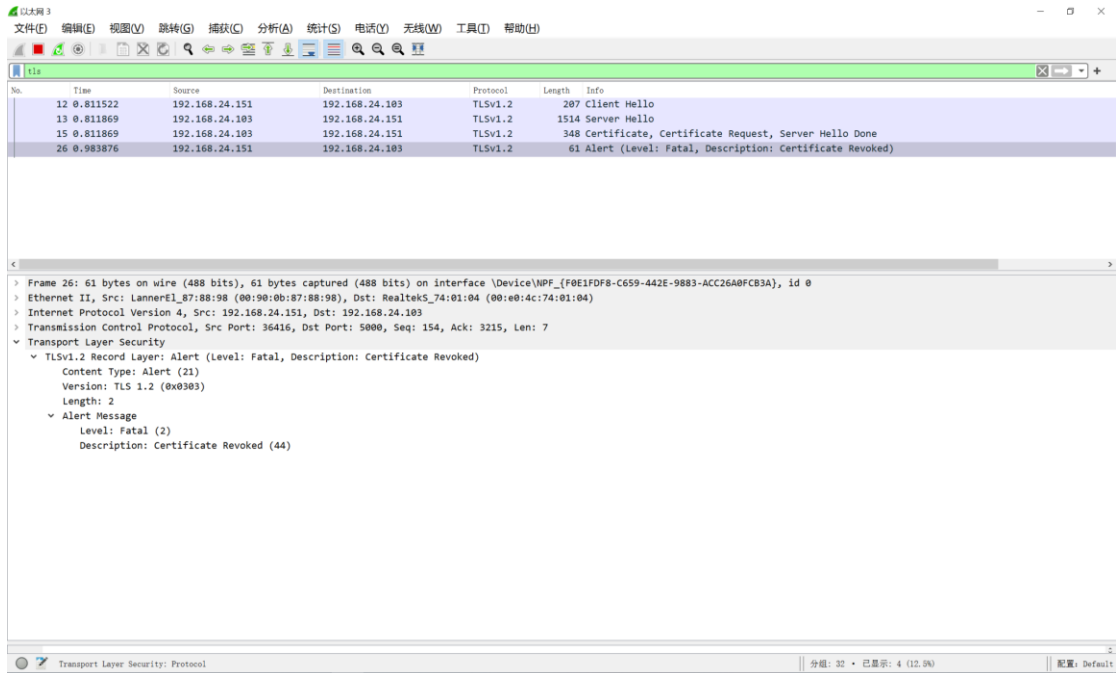 以太网 3
文件(F) 编辑(E) 视图(V) 跳转(G) 捕获(C) 分析(A) 统计(S) 电话(Y) 无线(W) 工具(T) 帮助(H)
tls
No. Time Source Destination Protocol Length Info
12 0.811522 192.168.24.151 192.168.24.103 TLSv1.2 207 Client Hello
13 0.811869 192.168.24.103 192.168.24.151 TLSv1.2 1514 Server Hello
15 0.811869 192.168.24.103 192.168.24.151 TLSv1.2 348 Certificate, Certificate Request, Server Hello Done
26 0.983876 192.168.24.151 192.168.24.103 TLSv1.2 61 Alert (Level: Fatal, Description: Certificate Revoked)
Frame 26: 61 bytes on wire (488 bits), 61 bytes captured (488 bits) on interface \Device\NPF_{F0E1FDF8-C659-442E-9883-ACC26A0FCB3A}, id 0
Ethernet II, Src: LannerEl_87:88:98 (00:90:0b:87:88:98), Dst: RealtekS_74:01:04 (00:e0:4c:74:01:04)
Internet Protocol Version 4, Src: 192.168.24.151, Dst: 192.168.24.103
Transmission Control Protocol, Src Port: 36416, Dst Port: 5000, Seq: 154, Ack: 3215, Len: 7
Transport Layer Security
TLSv1.2 Record Layer: Alert (Level: Fatal, Description: Certificate Revoked)
Content Type: Alert (21)
Version: TLS 1.2 (0x0303)
Length: 2
Alert Message
Level: Fatal (2)
Description: Certificate Revoked (44)
Transport Layer Security: Protocol 分组: 32 · 已显示: 4 (12.5%) 配置: Default